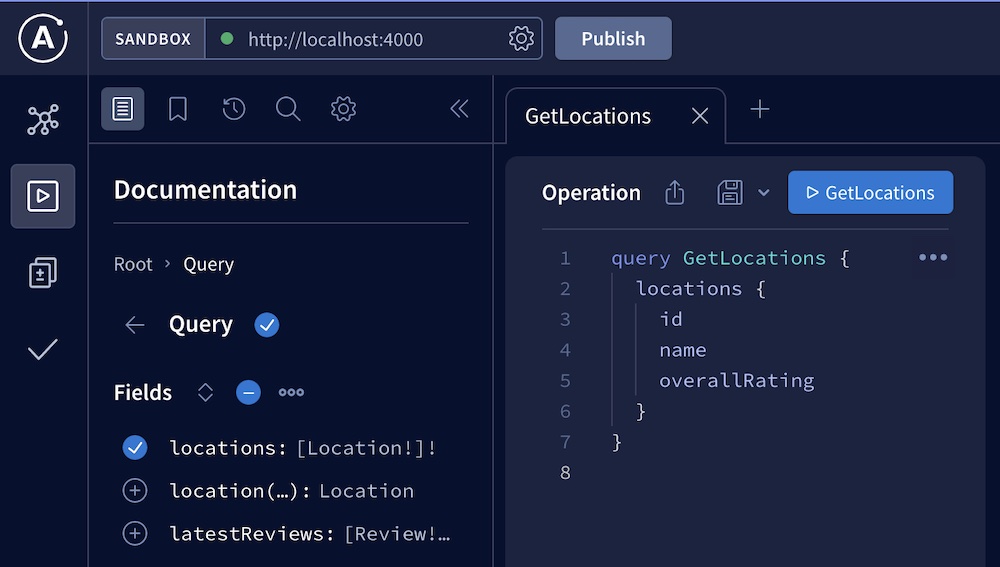 SANDBOX http://localhost:4000 Publish
GetLocations
Documentation
Root › Query
Query
Fields
locations: [Location!]!
location(…): Location
latestReviews: [Review!…
Operation GetLocations
1 query GetLocations {
2 locations {
3 id
4 name
5 overallRating
6 }
7 }
8